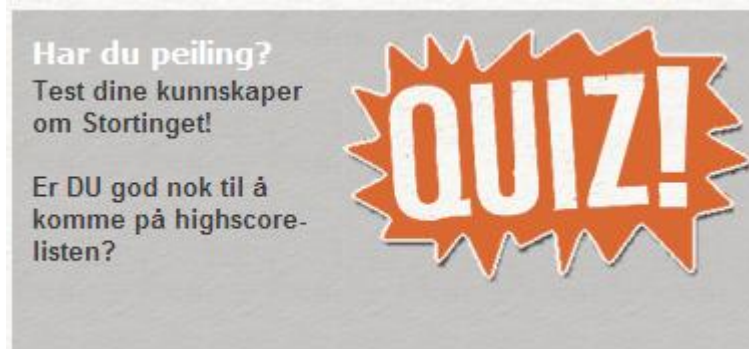 Har du peiling?
Test dine kunnskaper
om Stortinget!
Er DU god nok til å
komme på highscore-
listen?
QUIZ!